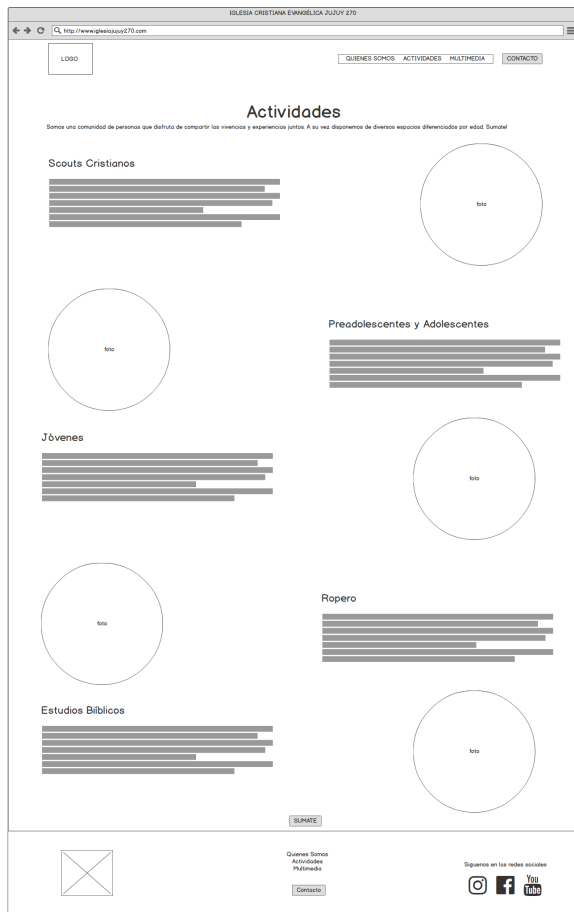 IGLESIA CRISTIANA EVANGÉLICA JUJUY 270
http://wwwiglesiajujuy270.com
LOGO
QUIENES SOMOS ACTIVIDADES MULTIMEDIA CONTACTO
Actividades
Somos una comunidad de personas que disfruta de compartir las vivencias y experiencias juntos. A su vez disponemos de diversos espacios diferenciados por edad. Sumate!
Scouts Cristianos
foto
foto
Preadolescentes y Adolescentes
Jóvenes
foto
foto
Ropero
Estudios Biíblicos
foto
SUMATE
Quienes Somos
Actividades
Multimedia
Contacto
Siguenos en las redes sociales
You
Tube